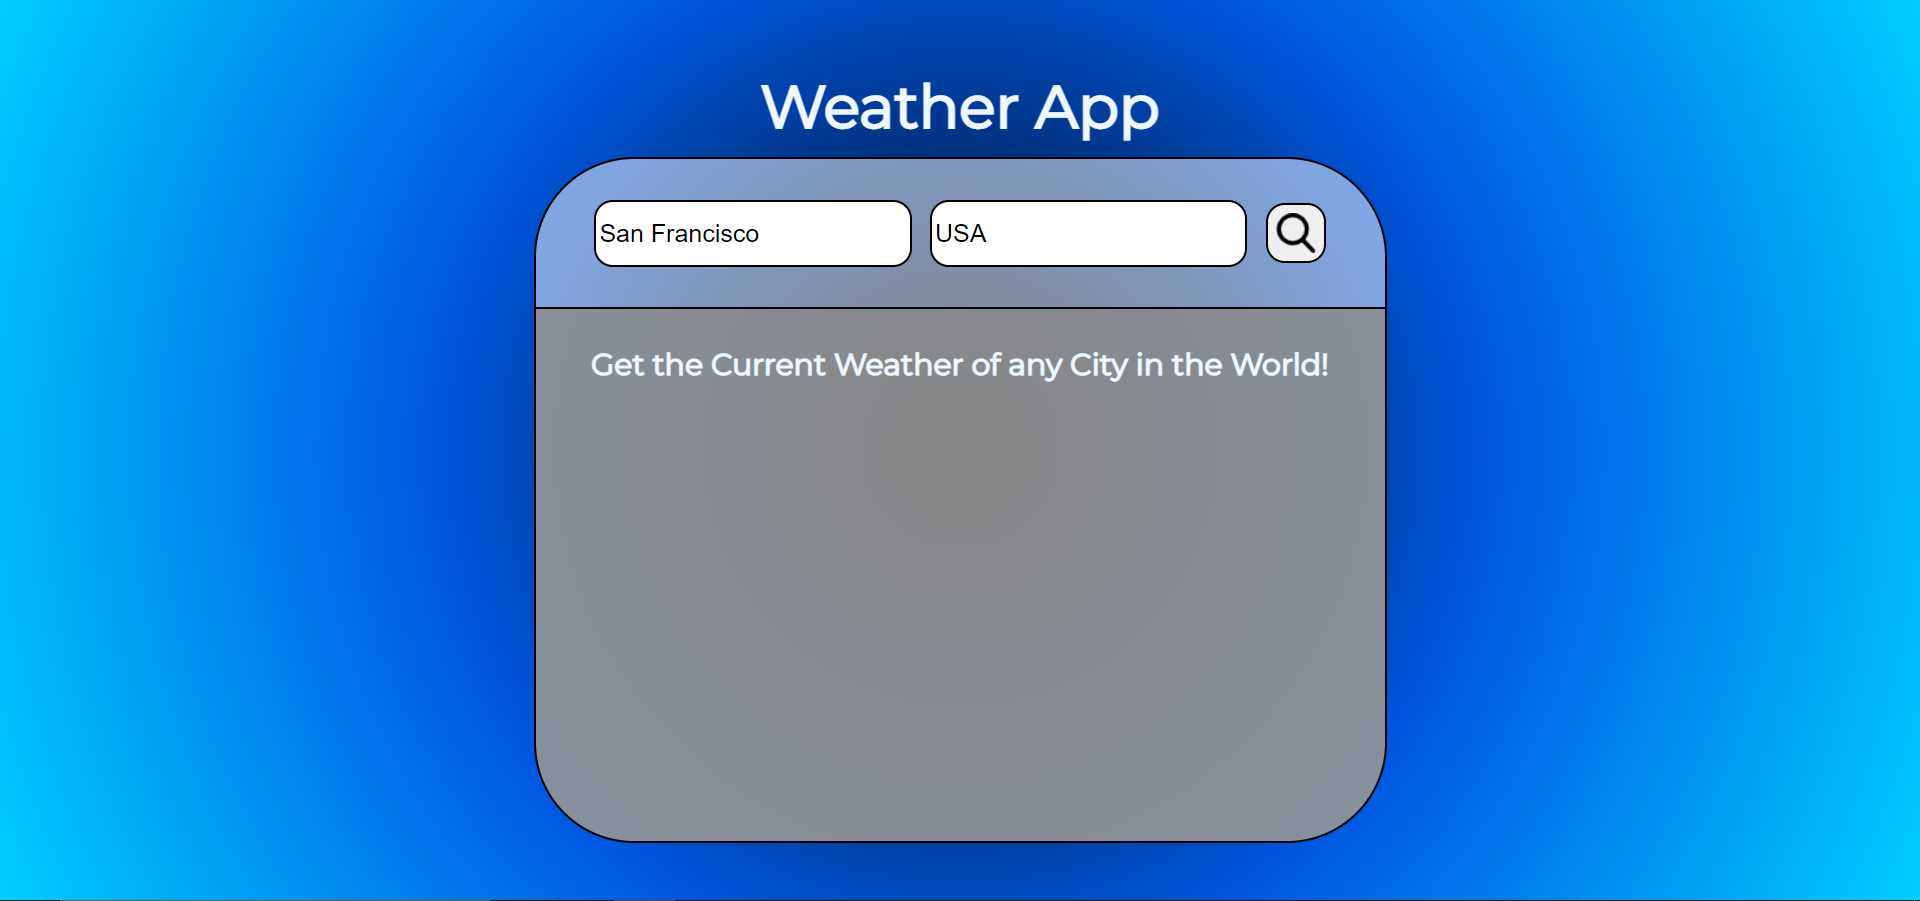 Weather App
San Francisco
USA
Get the Current Weather of any City in the World!